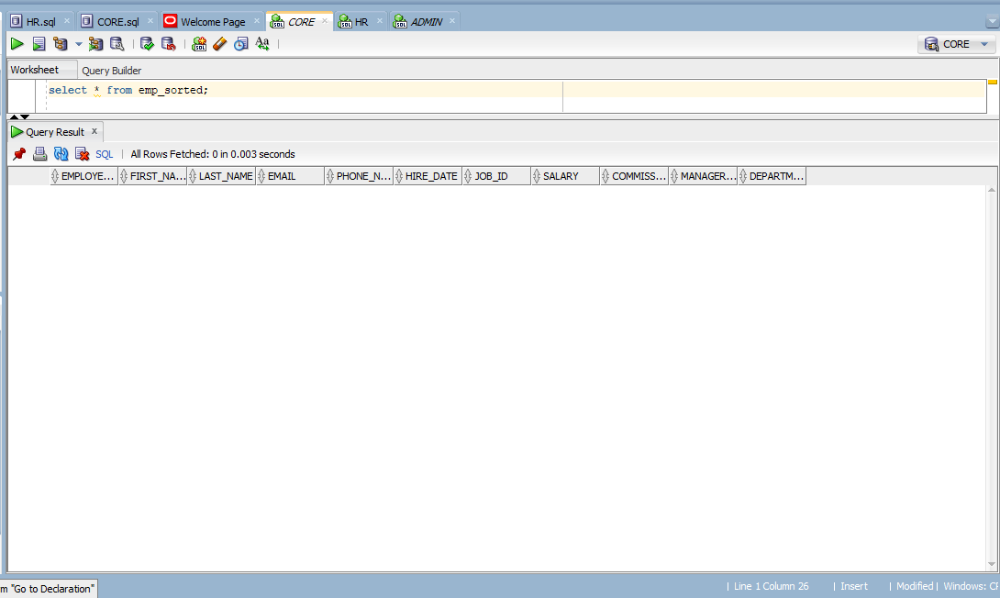 HR.sql CORE.sql Welcome Page CORE HR ADMIN
CORE
Worksheet Query Builder
select * from emp_sorted;
Query Result
SQL | All Rows Fetched: 0 in 0.003 seconds
EMPLOYE... FIRST_NA... LAST_NAME EMAIL PHONE_N... HIRE_DATE JOB_ID SALARY COMMISS... MANAGER... DEPARTM...
m "Go to Declaration" | Line 1 Column 26 | Insert | Modified | Windows: CR